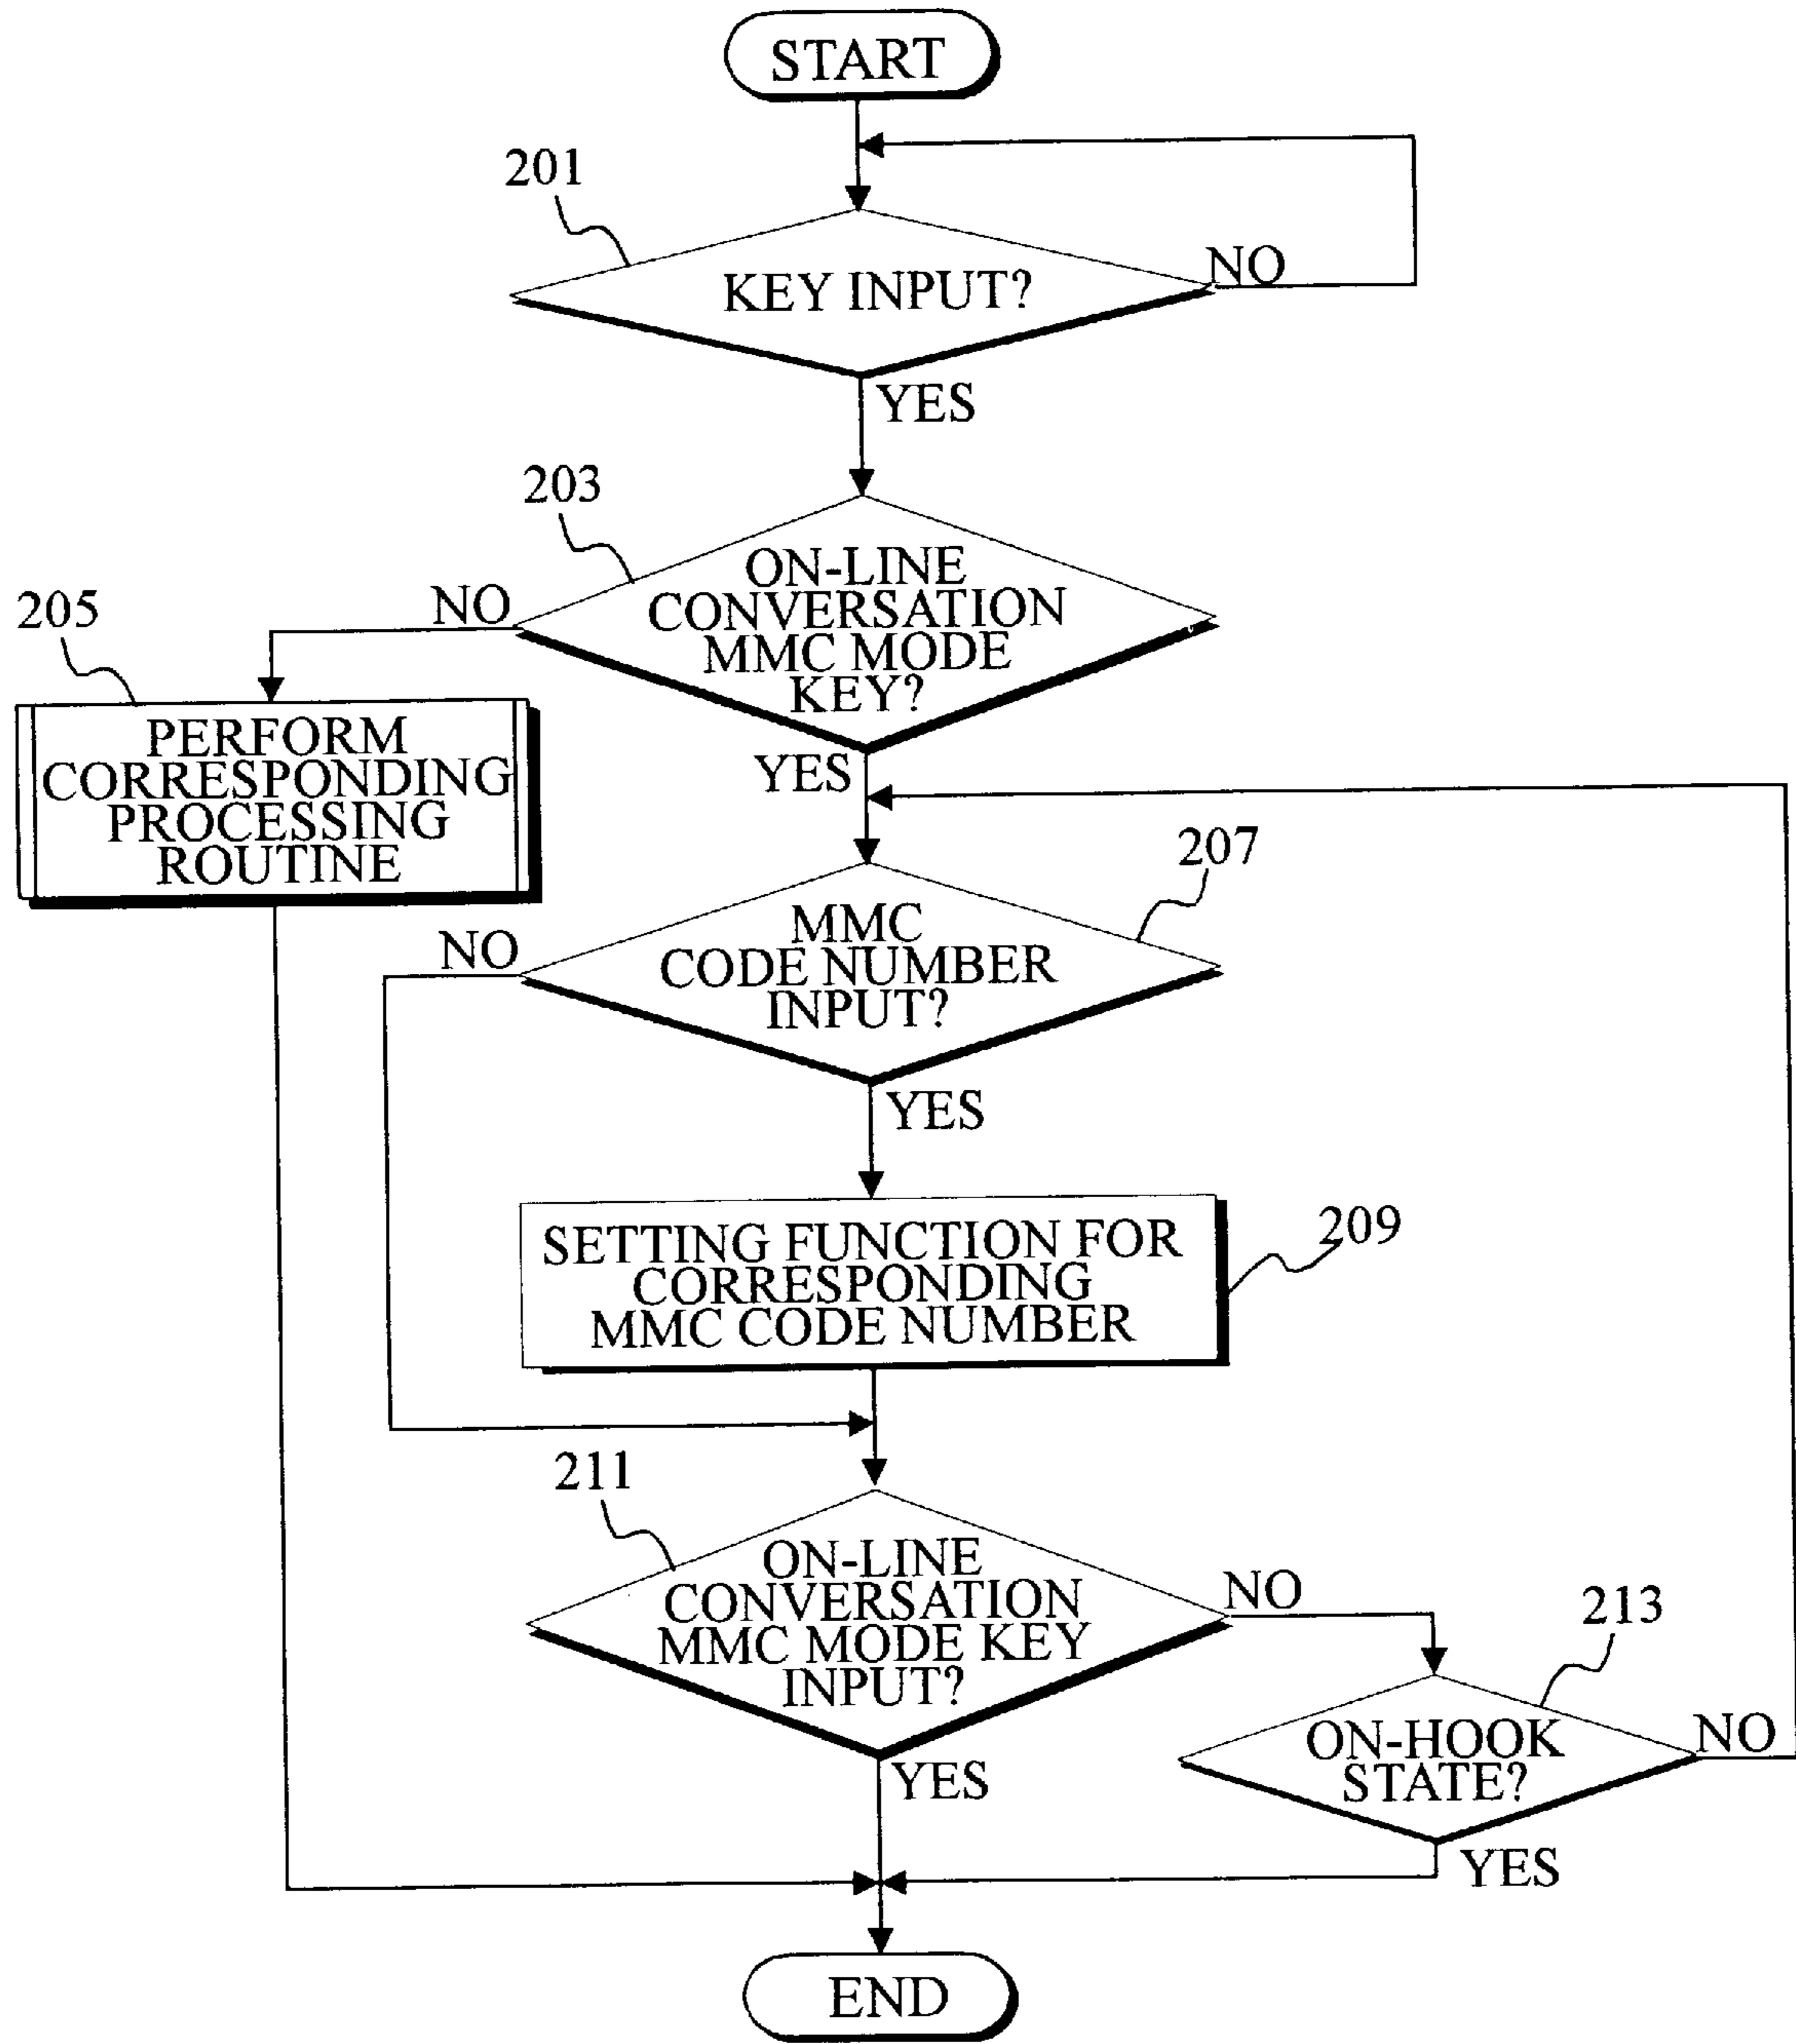 START
201
KEY INPUT?
NO
YES
203
ON-LINE
CONVERSATION
MMC MODE
KEY?
NO
YES
205
PERFORM
CORRESPONDING
PROCESSING
ROUTINE
207
MMC
CODE NUMBER
INPUT?
NO
YES
SETTING FUNCTION FOR
CORRESPONDING
MMC CODE NUMBER
209
211
ON-LINE
CONVERSATION
MMC MODE KEY
INPUT?
NO
YES
213
ON-HOOK
STATE?
NO
YES
END